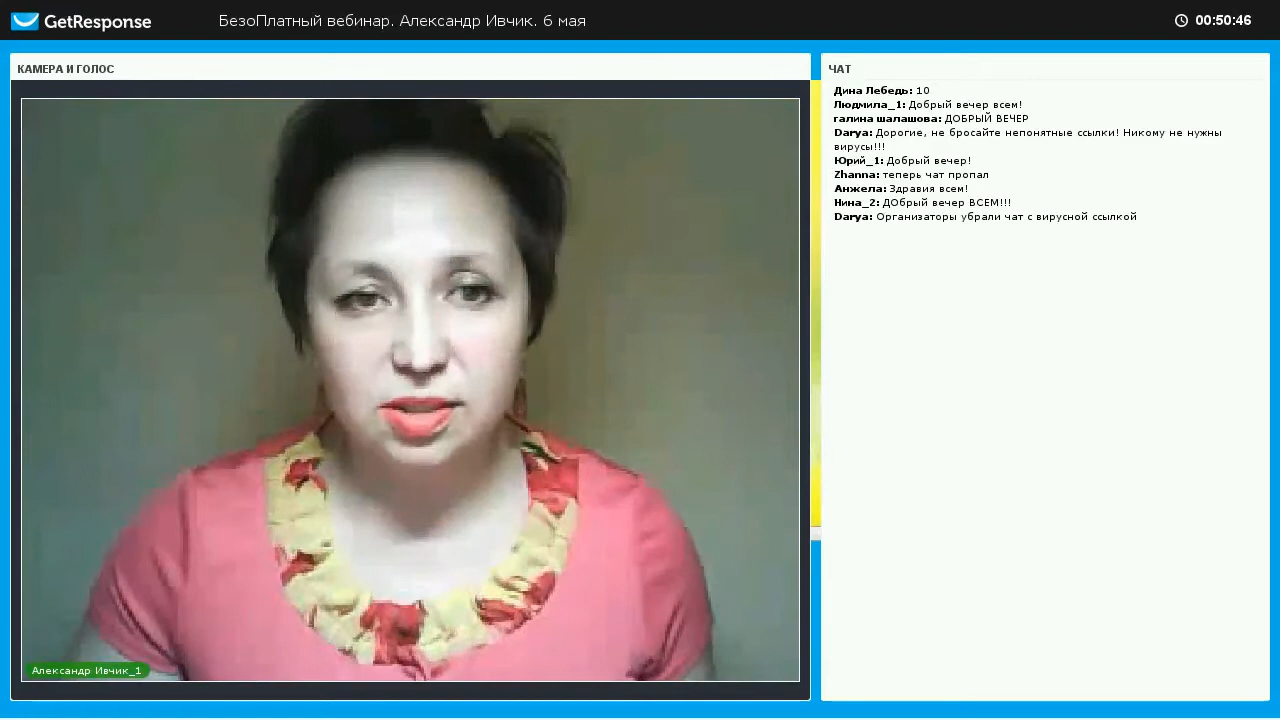 GetResponse
БезоПлатный вебинар. Александр Ивчик. 6 мая
00:50:46
КАМЕРА И ГОЛОС
Александр Ивчик_1
ЧАТ
Дина Лебедь: 10
Людмила_1: Добрый вечер всем!
галина шалашова: ДОБРЫЙ ВЕЧЕР
Darya: Дорогие, не бросайте непонятные ссылки! Никому не нужны
вирусы!!!
Юрий_1: Добрый вечер!
Zhanna: теперь чат пропал
Анжела: Здравия всем!
Нина_2: ДОбрый вечер ВСЕМ!!!
Darya: Организаторы убрали чат с вирусной ссылкой